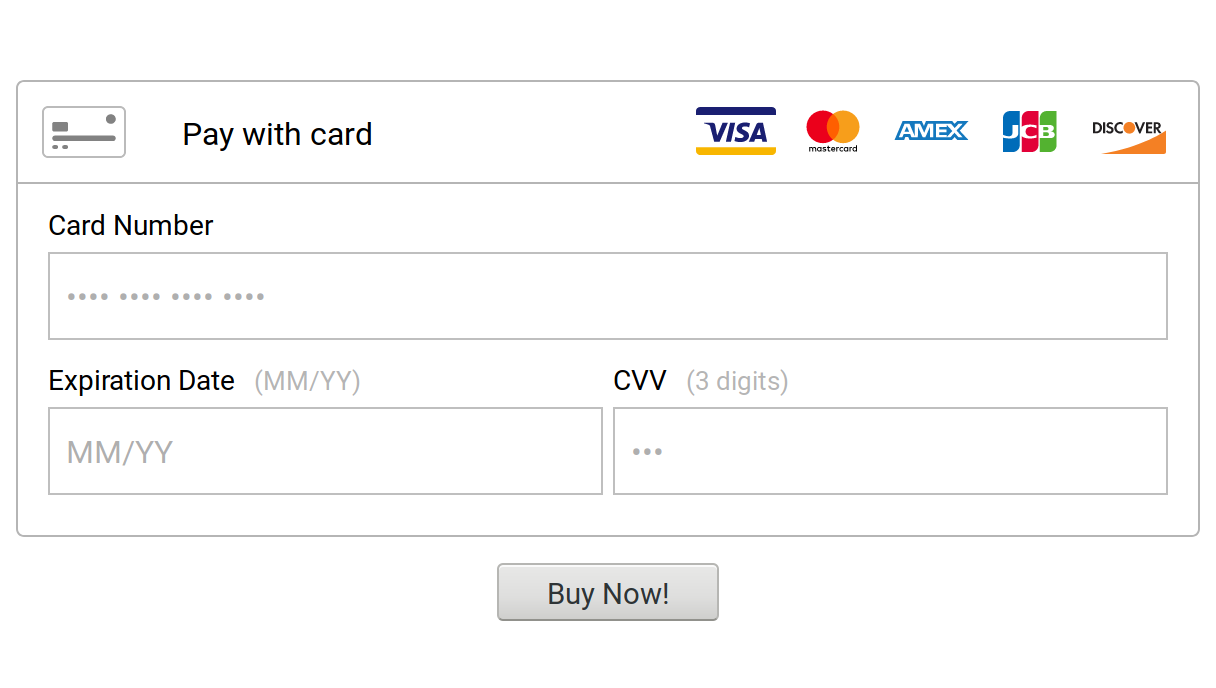 Pay with card VISA mastercard AMEX JCB DISCOVER
Card Number
•••• •••• •••• ••••
Expiration Date (MM/YY) CVV (3 digits)
MM/YY •••
Buy Now!